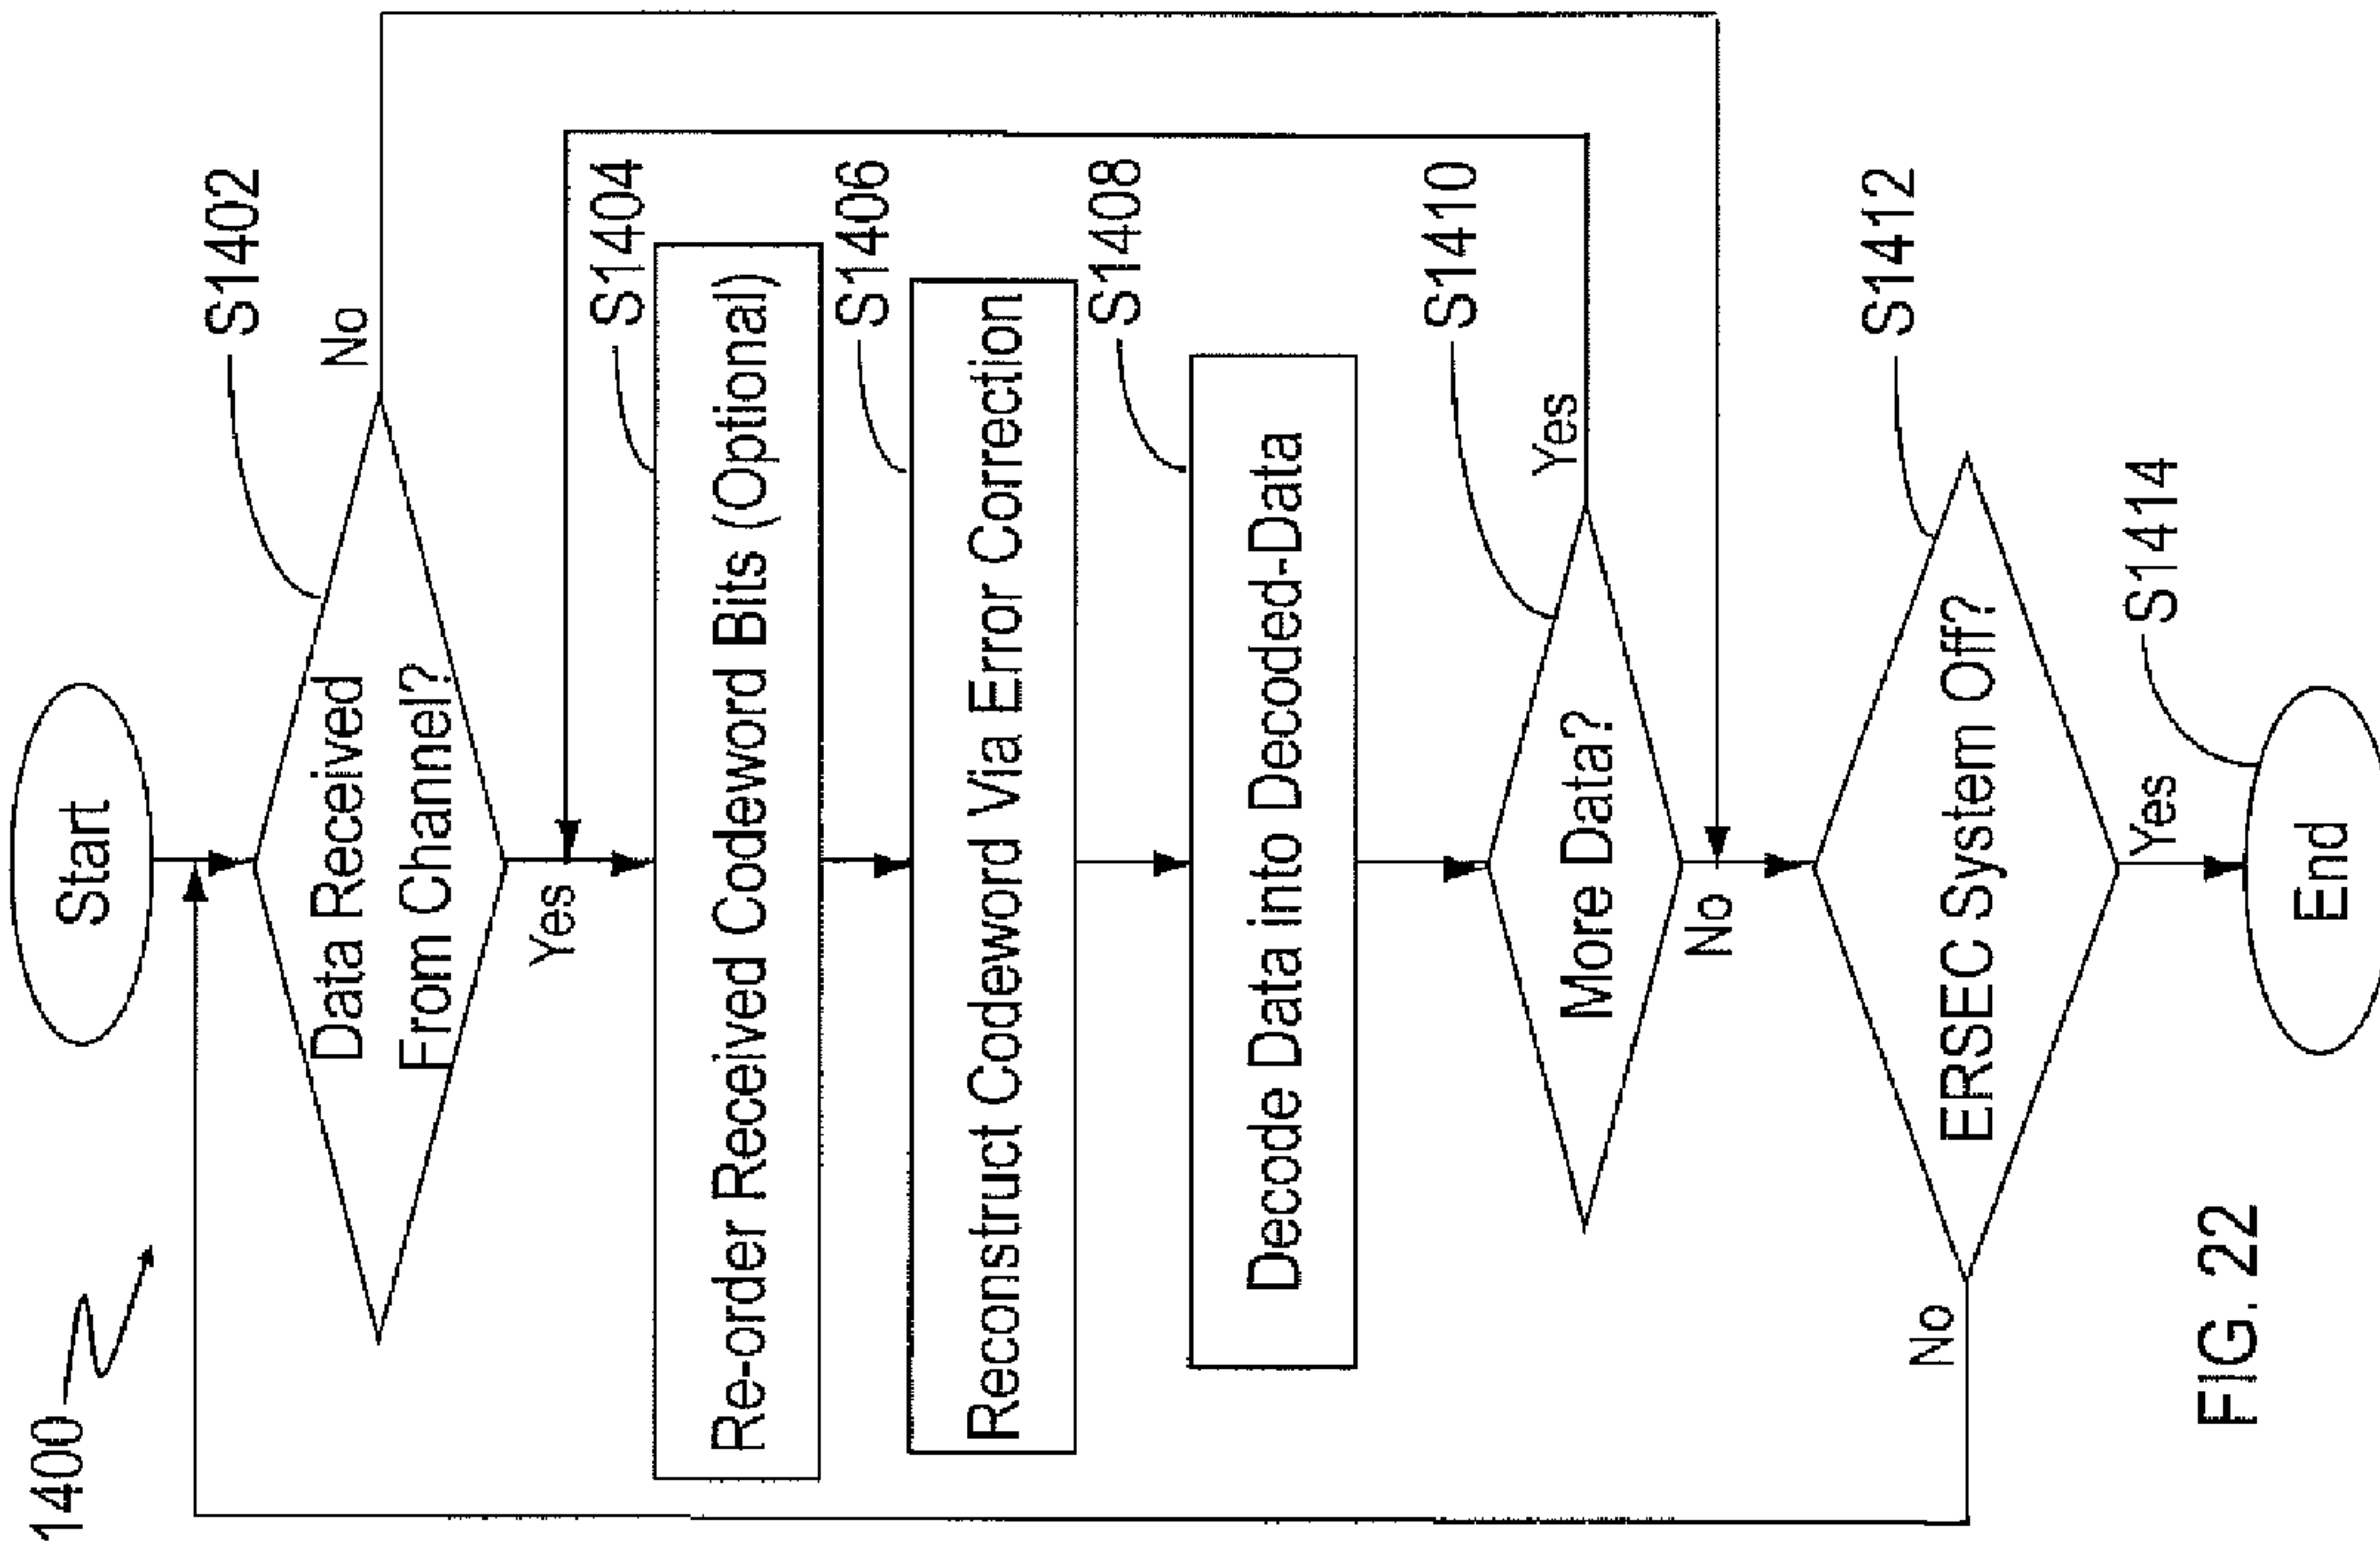 1400
Start
S1402
Data Received
From Channel?
No
Yes
S1404
Re-order Received Codeword Bits (Optional)
S1406
Reconstruct Codeword Via Error Correction
S1408
Decode Data into Decoded-Data
S1410
More Data?
Yes
No
S1412
ERSEC System Off?
No
Yes
S1414
End
FIG. 22